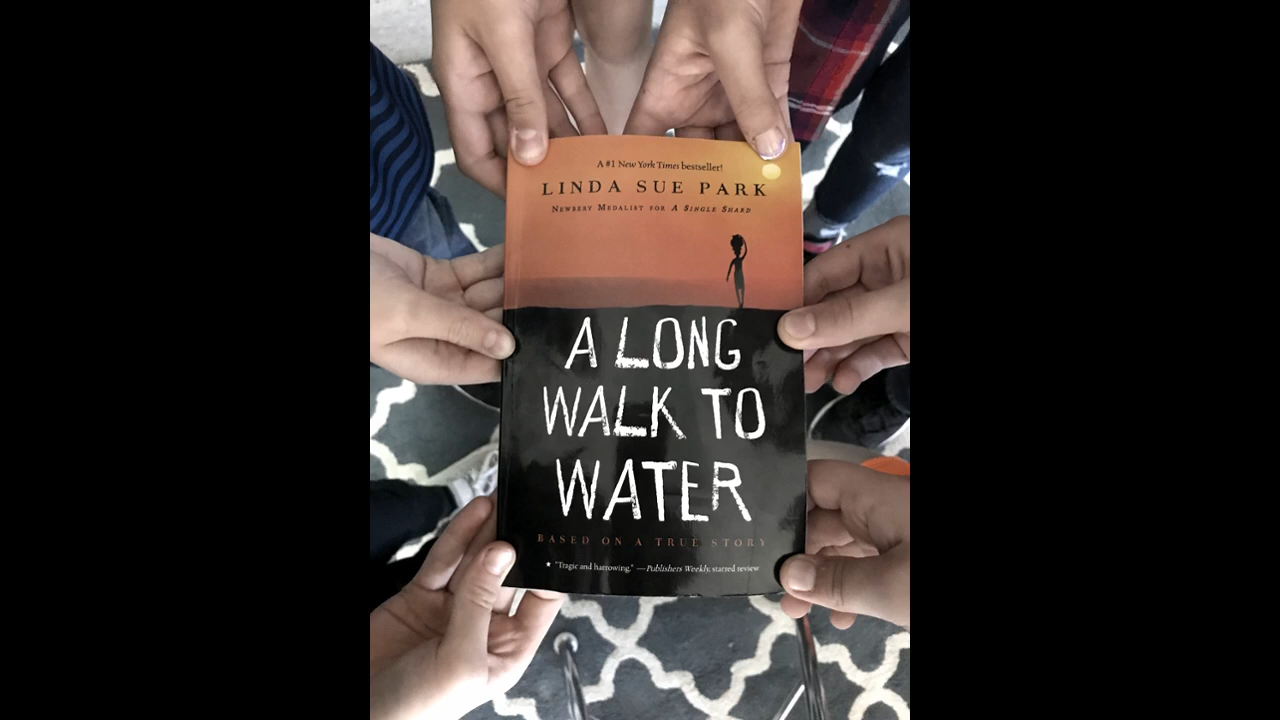 A #1 New York Times bestseller!
LINDA SUE PARK
NEWBERY MEDALIST FOR A SINGLE SHARD
A LONG
WALK TO
WATER
BASED ON A TRUE STORY
★ "Tragic and harrowing." —Publishers Weekly, starred review